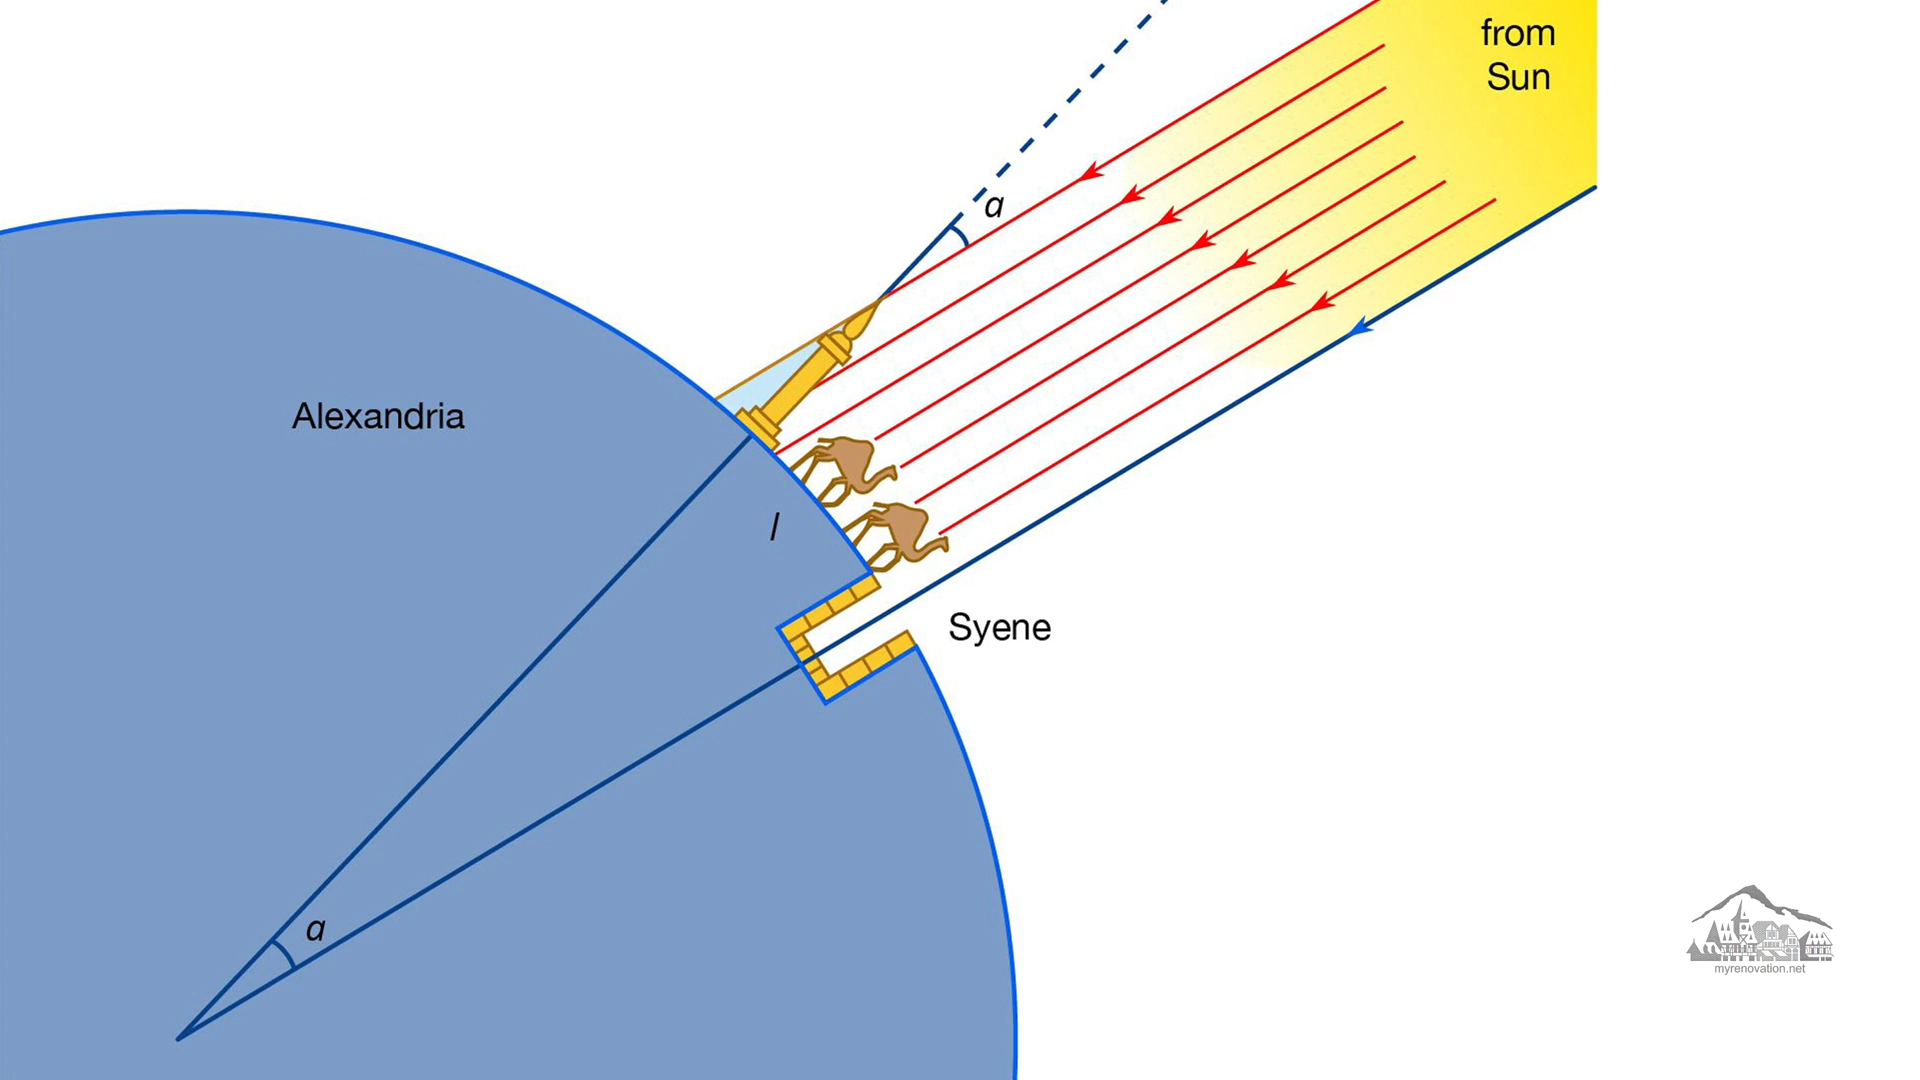 from
Sun
α
Alexandria
l
Syene
α
myrenovation.net